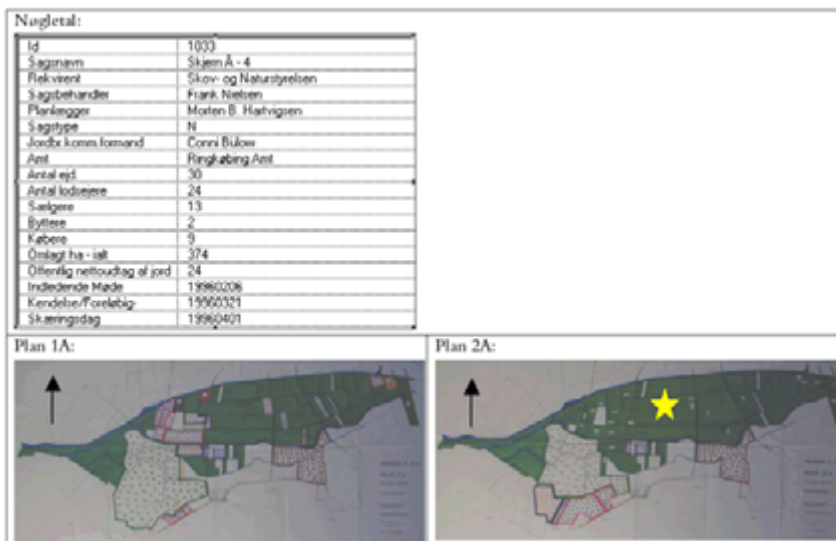 Nøgletal:
Id 1033
Sagsnavn Skjern Å - 4
Rekvirent Skov- og Naturstyrelsen
Sagsbehandler Frank Nielsen
Planlægger Morten B. Hartvigsen
Sagstype N
Jordbr.komm.formand Conni Bülow
Amt Ringkøbing Amt
Antal ejd. 30
Antal lodsejere 24
Sælgere 13
Byttere 2
Købere 9
Omlagt ha - ialt 374
Offentlig nettoudtag af jord 24
Indledende Møde 19960206
Kendelse/Foreløbig- 19960321
Skæringsdag 19960401
Plan 1A: Plan 2A: